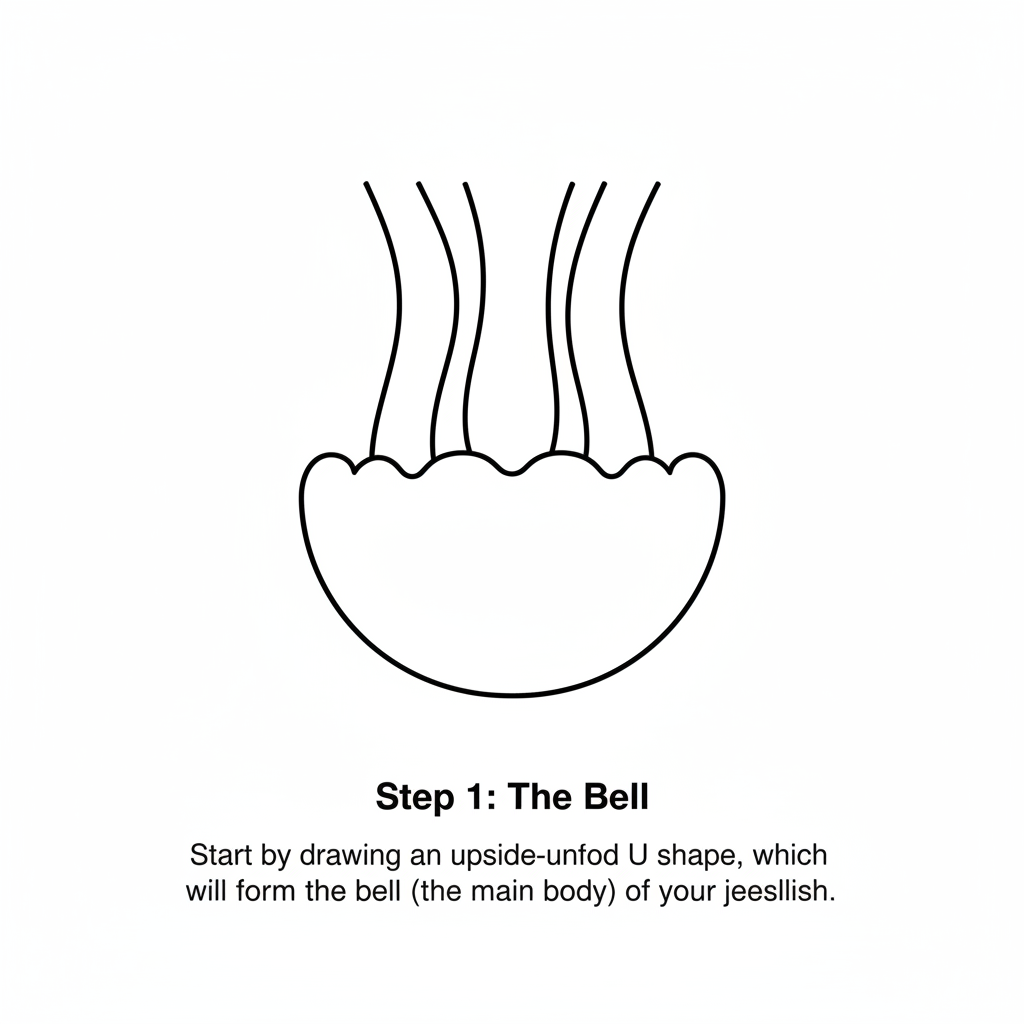 Step 1: The Bell
Start by drawing an upside-unfod U shape, which
will form the bell (the main body) of your jeesllish.